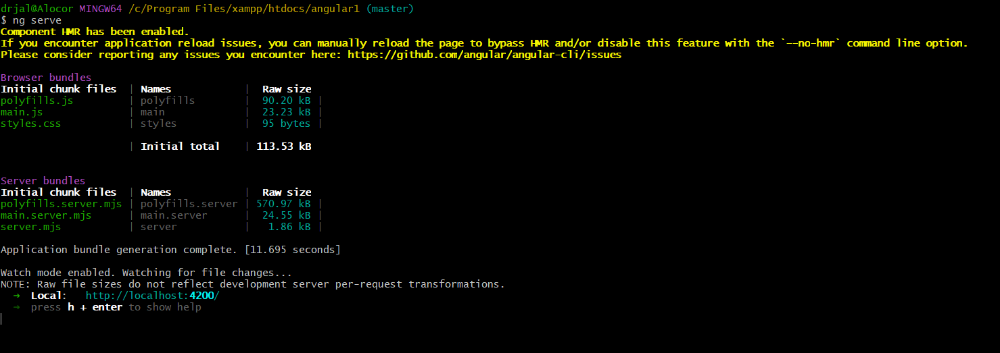 drjal@Alocor MINGW64 /c/Program Files/xampp/htdocs/angular1 (master)
$ ng serve
Component HMR has been enabled.
If you encounter application reload issues, you can manually reload the page to bypass HMR and/or disable this feature with the `--no-hmr` command line option.
Please consider reporting any issues you encounter here: https://github.com/angular/angular-cli/issues
Browser bundles
Initial chunk files | Names | Raw size
polyfills.js | polyfills | 90.20 kB |
main.js | main | 23.23 kB |
styles.css | styles | 95 bytes |
| Initial total | 113.53 kB
Server bundles
Initial chunk files | Names | Raw size
polyfills.server.mjs | polyfills.server | 570.97 kB |
main.server.mjs | main.server | 24.55 kB |
server.mjs | server | 1.86 kB |
Application bundle generation complete. [11.695 seconds]
Watch mode enabled. Watching for file changes...
NOTE: Raw file sizes do not reflect development server per-request transformations.
➜ Local: http://localhost:4200/
➜ press h + enter to show help